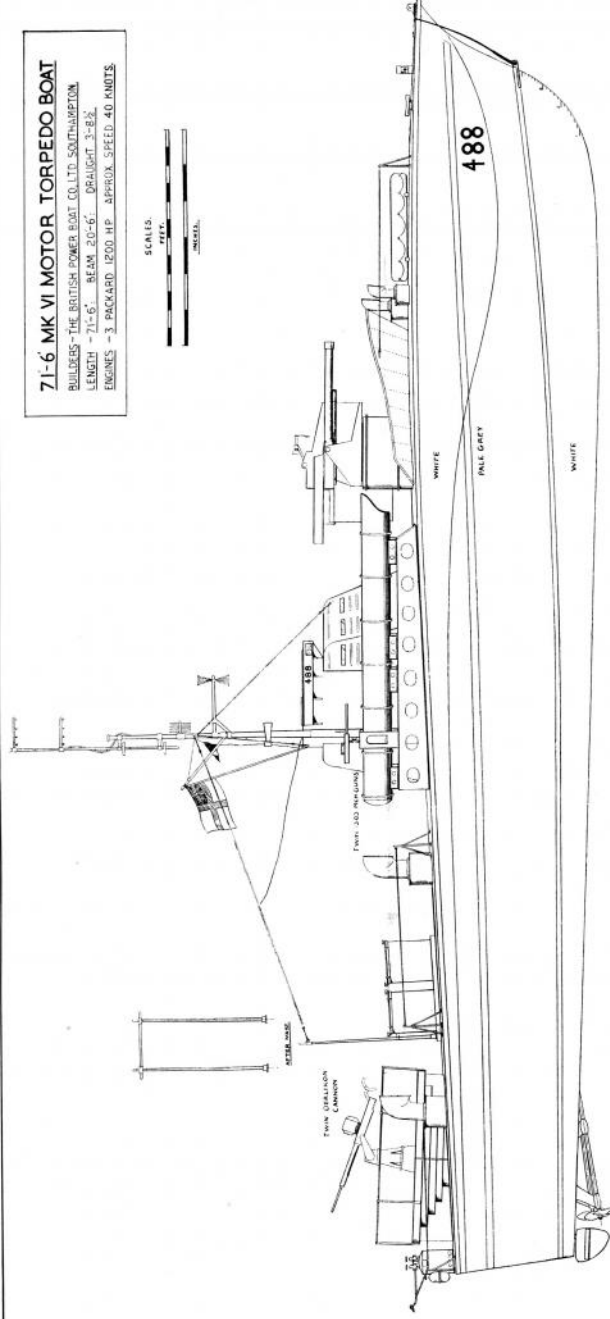 71'-6" MK VI MOTOR TORPEDO BOAT
BUILDERS - THE BRITISH POWER BOAT CO, LTD SOUTHAMPTON.
LENGTH - 71'-6": BEAM 20'-6": DRAUGHT 3'-8½"
ENGINES - 3 PACKARD 1200 HP APPROX. SPEED 40 KNOTS.
SCALES.
FEET.
INCHES.
AFTER MAST
TWIN OERLIKON
CANNON
TWIN .303 MCH GUNS
488
488
WHITE
PALE GREY
WHITE